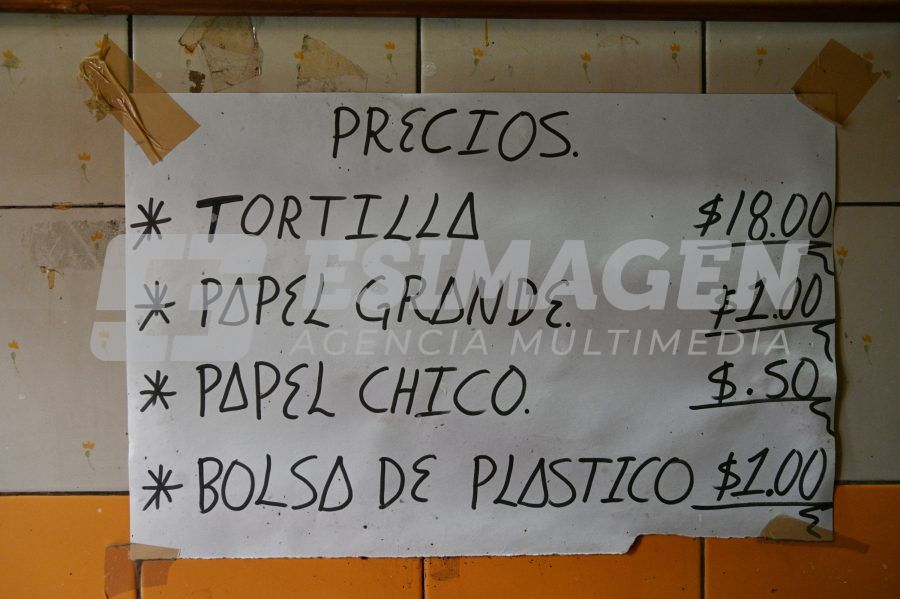 PRECIOS.
* TORTILLA $18.00
* PAPEL GRANDE. $1.00
* PAPEL CHICO. $.50
* BOLSA DE PLASTICO $1.00
ESIMAGEN
AGENCIA MULTIMEDIA